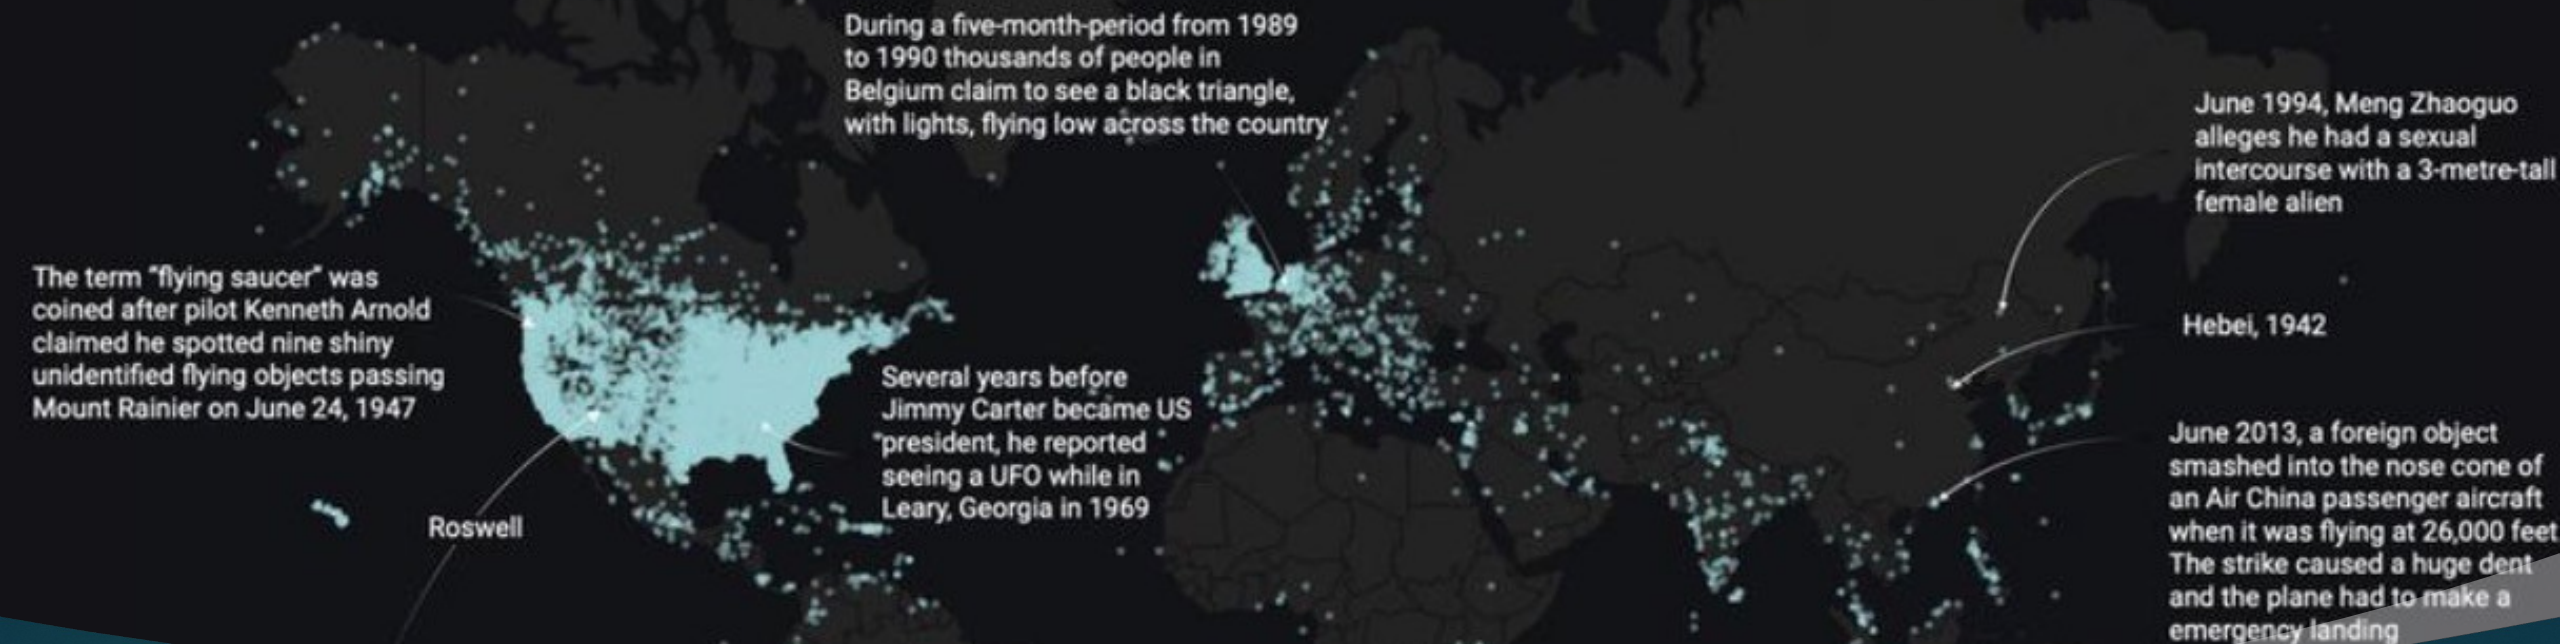 During a five-month-period from 1989
to 1990 thousands of people in
Belgium claim to see a black triangle,
with lights, flying low across the country
June 1994, Meng Zhaoguo
alleges he had a sexual
intercourse with a 3-metre-tall
female alien
The term "flying saucer" was
coined after pilot Kenneth Arnold
claimed he spotted nine shiny
unidentified flying objects passing
Mount Rainier on June 24, 1947
Hebei, 1942
Several years before
Jimmy Carter became US
president, he reported
seeing a UFO while in
Leary, Georgia in 1969
Roswell
June 2013, a foreign object
smashed into the nose cone of
an Air China passenger aircraft
when it was flying at 26,000 feet
The strike caused a huge dent
and the plane had to make a
emergency landing